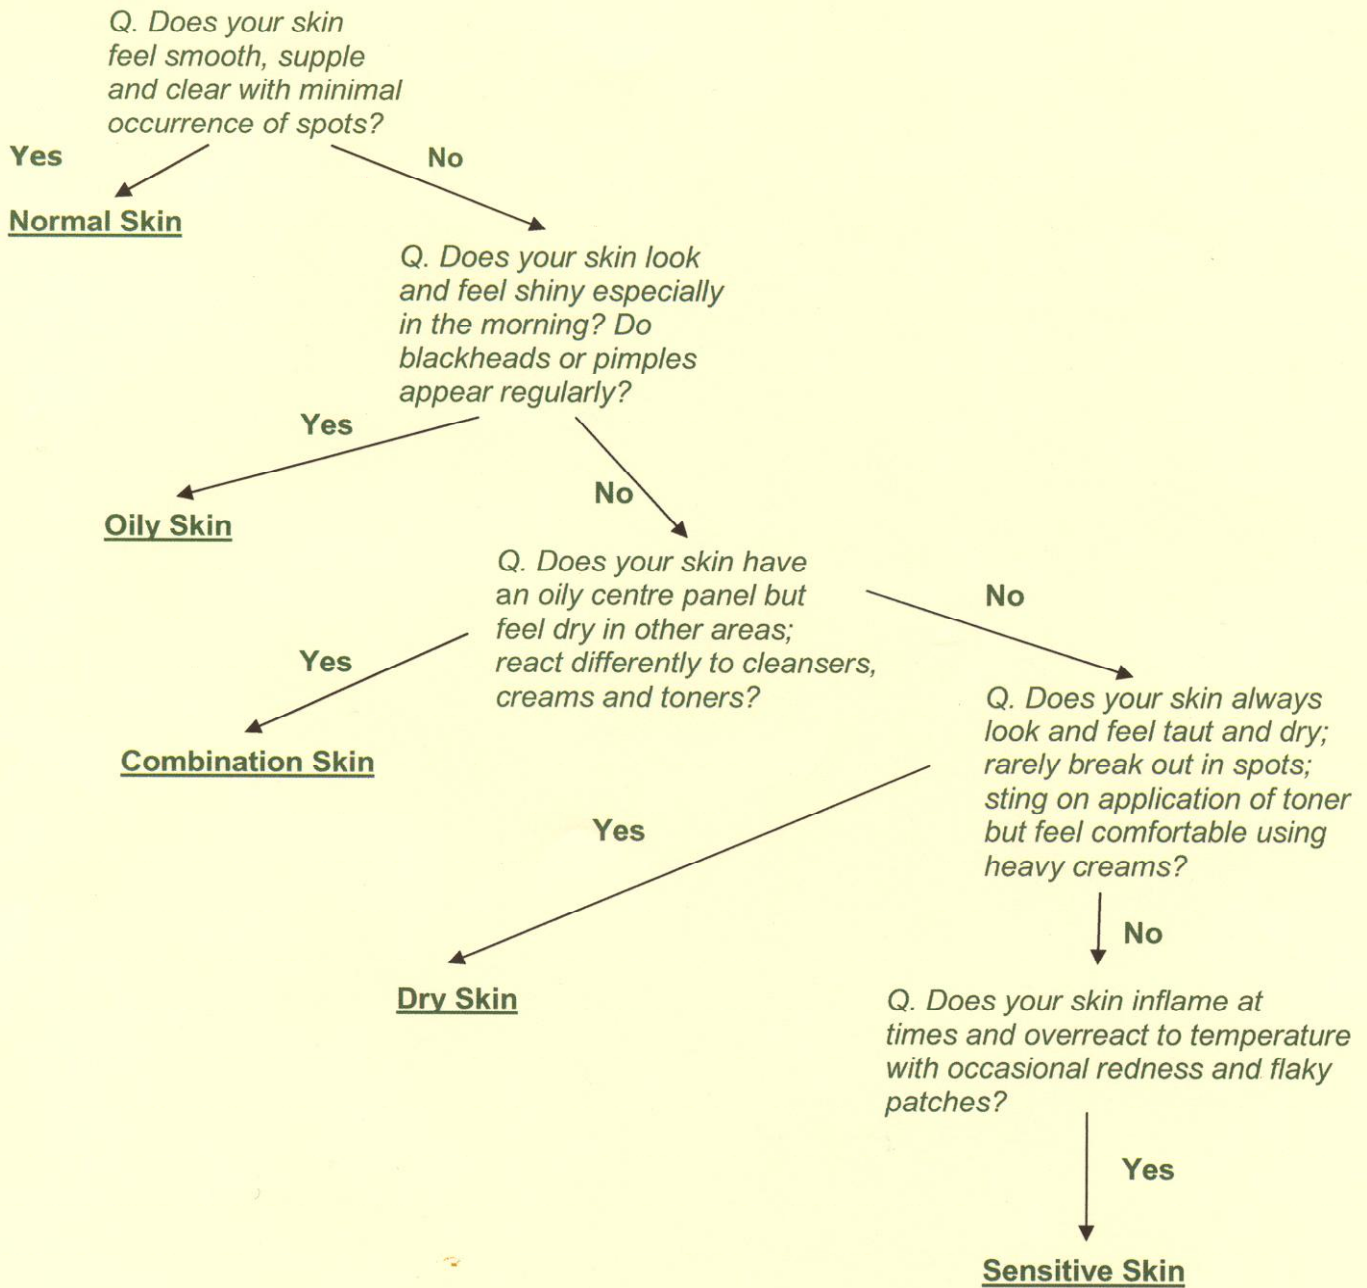 Q. Does your skin
feel smooth, supple
and clear with minimal
occurrence of spots?
Yes
No
Normal Skin
Q. Does your skin look
and feel shiny especially
in the morning? Do
blackheads or pimples
appear regularly?
Yes
No
Oily Skin
Q. Does your skin have
an oily centre panel but
feel dry in other areas;
react differently to cleansers,
creams and toners?
Yes
No
Combination Skin
Q. Does your skin always
look and feel taut and dry;
rarely break out in spots;
sting on application of toner
but feel comfortable using
heavy creams?
Yes
No
Dry Skin
Q. Does your skin inflame at
times and overreact to temperature
with occasional redness and flaky
patches?
Yes
Sensitive Skin